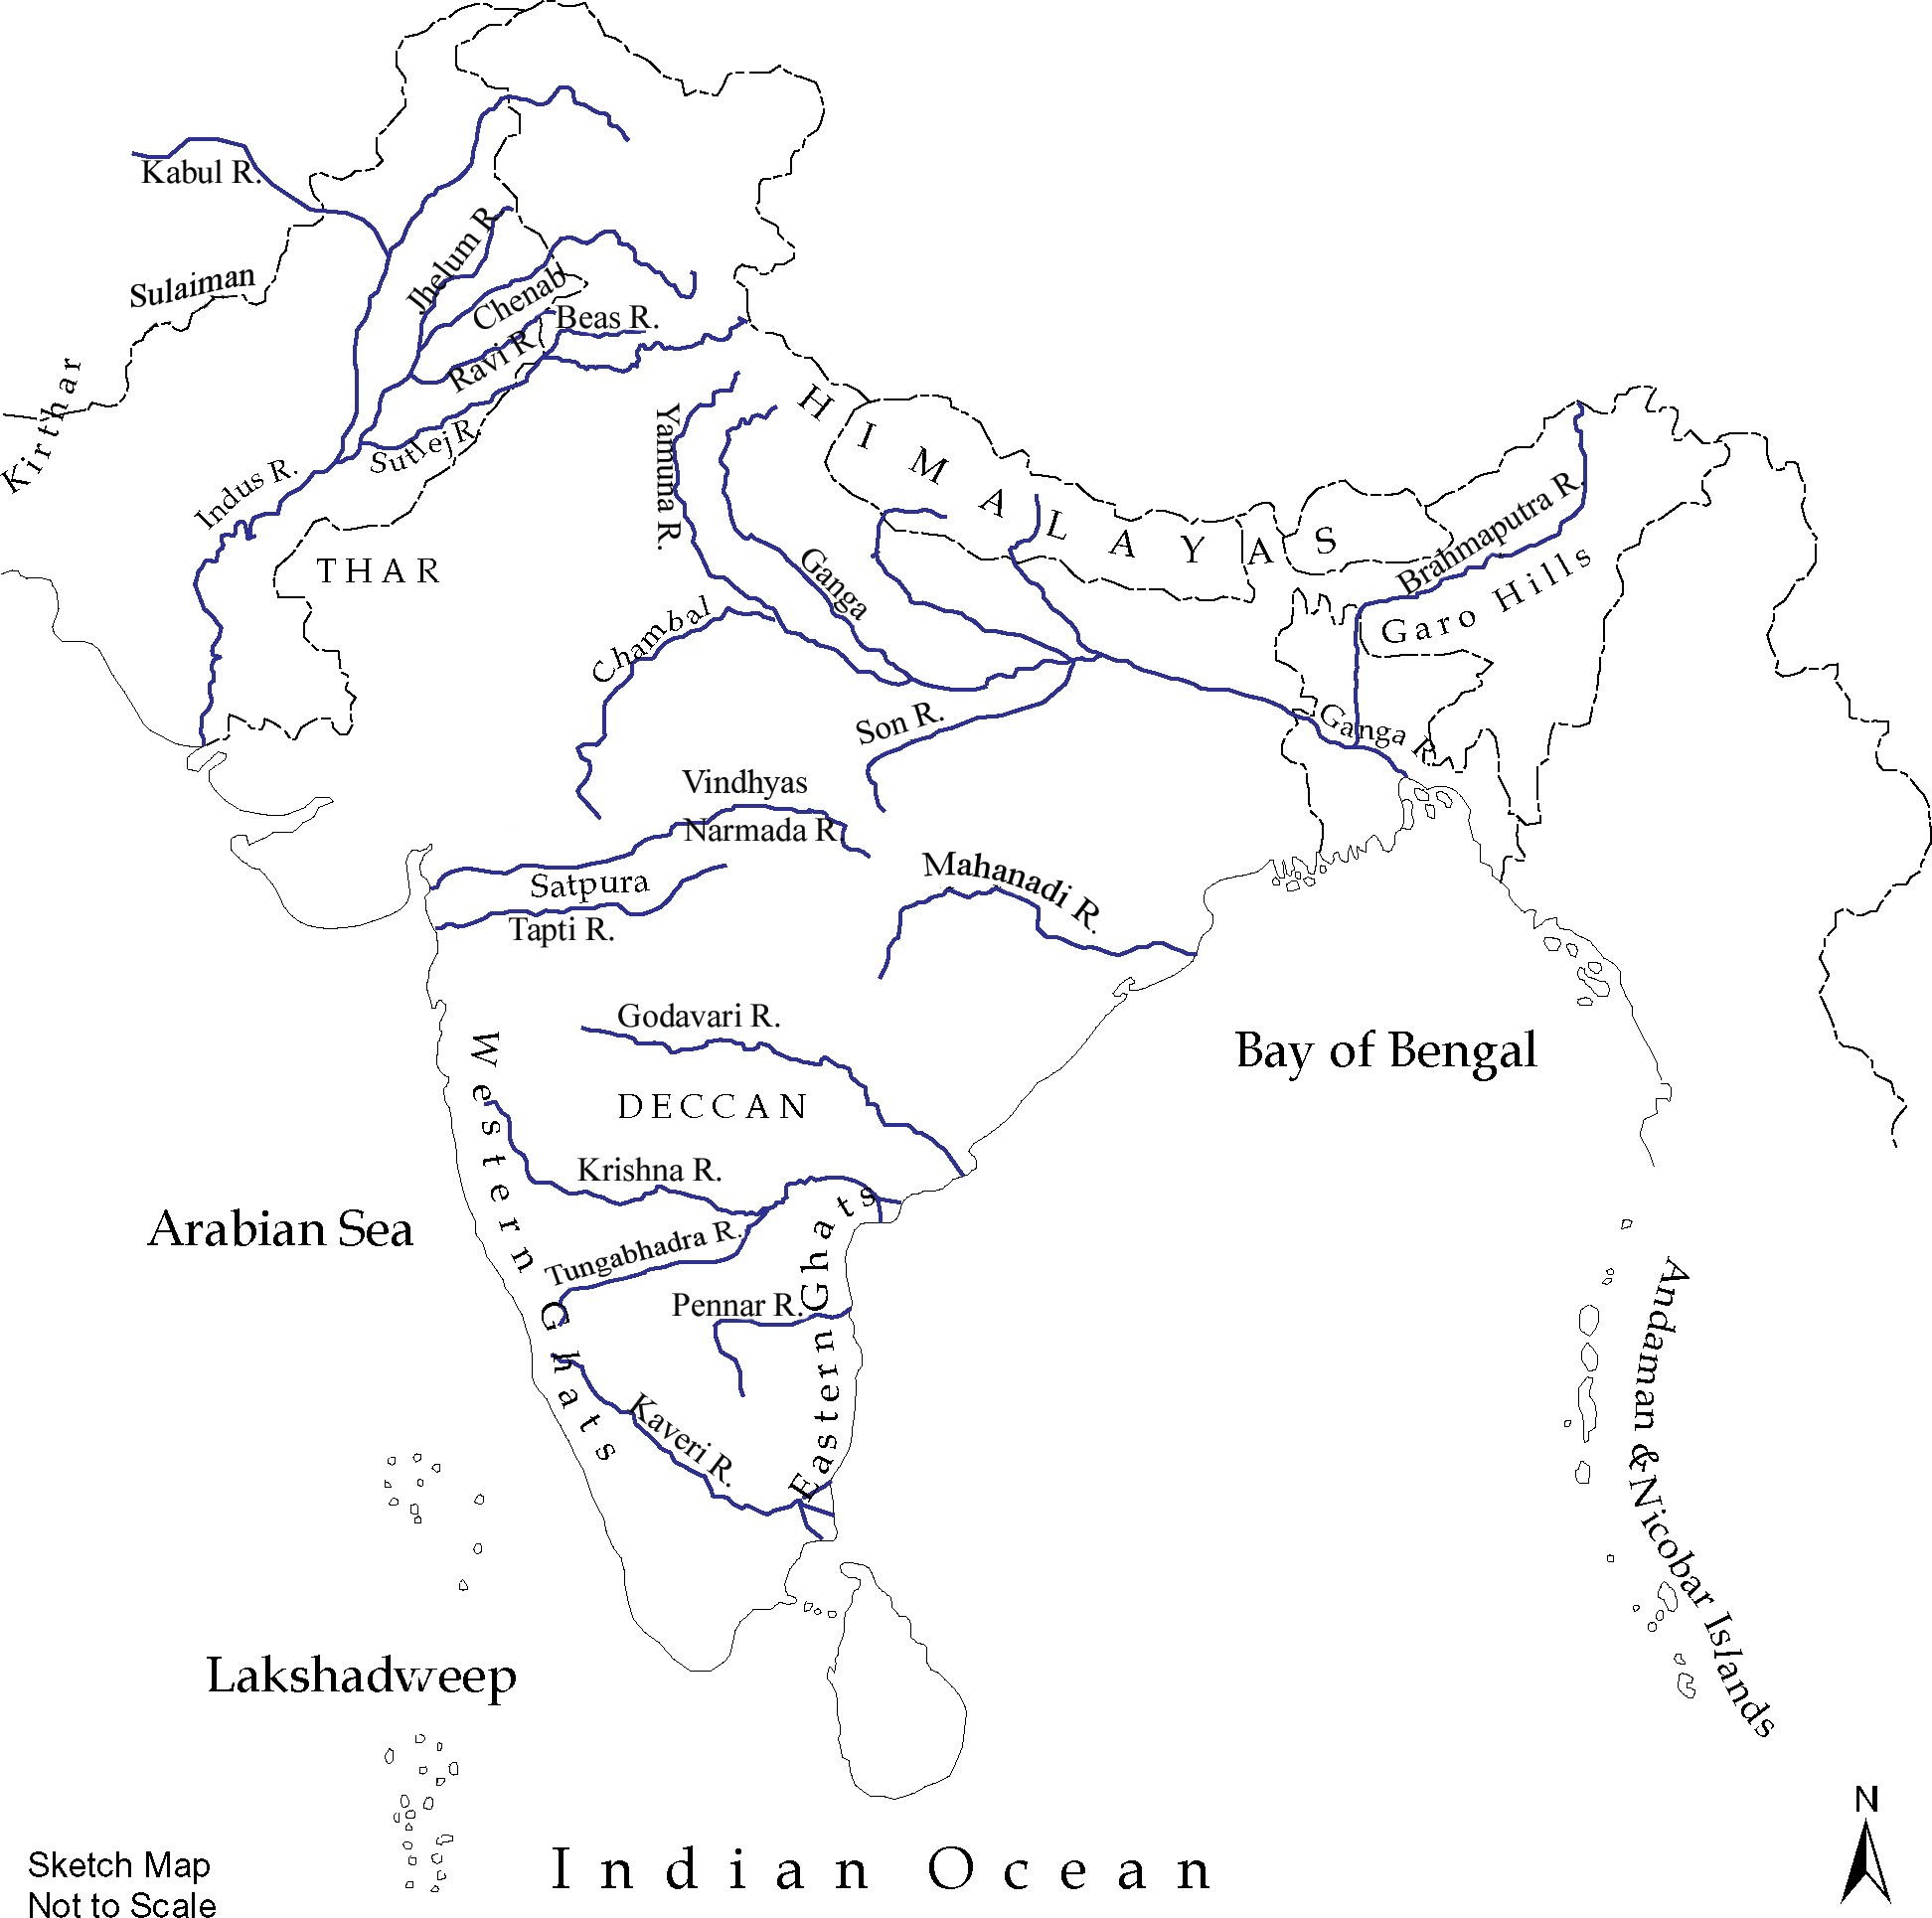 Kabul R.
Sulaiman
Kirthar
Jhelum R.
Chenab
Ravi R.
Beas R.
Sutlej R.
Indus R.
THAR
HIMALAYAS
Yamuna R.
Ganga
Chambal
Son R.
Brahmaputra R.
Garo Hills
Ganga R.
Vindhyas
Narmada R.
Satpura
Tapti R.
Mahanadi R.
Godavari R.
DECCAN
Bay of Bengal
Western Ghats
Krishna R.
Arabian Sea
Tungabhadra R.
Eastern Ghats
Pennar R.
Kaveri R.
Andaman & Nicobar Islands
Lakshadweep
Indian Ocean
N
Sketch Map
Not to Scale